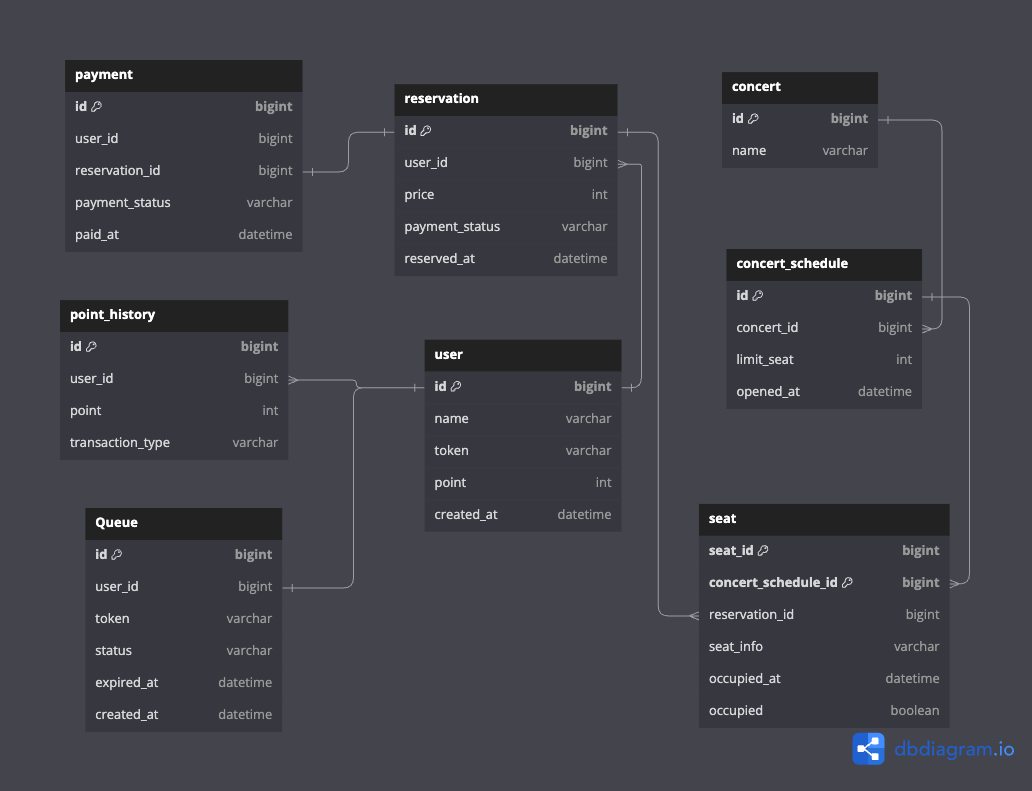 payment
id bigint
user_id bigint
reservation_id bigint
payment_status varchar
paid_at datetime
reservation
id bigint
user_id bigint
price int
payment_status varchar
reserved_at datetime
concert
id bigint
name varchar
concert_schedule
id bigint
concert_id bigint
limit_seat int
opened_at datetime
point_history
id bigint
user_id bigint
point int
transaction_type varchar
user
id bigint
name varchar
token varchar
point int
created_at datetime
Queue
id bigint
user_id bigint
token varchar
status varchar
expired_at datetime
created_at datetime
seat
seat_id bigint
concert_schedule_id bigint
reservation_id bigint
seat_info varchar
occupied_at datetime
occupied boolean
dbdiagram.io